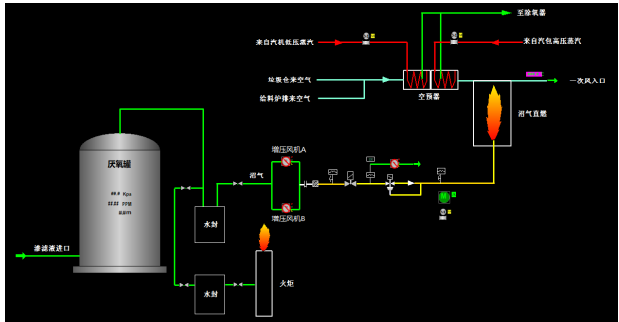 至除氧器
来自汽机低压蒸汽
来自汽包高压蒸汽
垃圾仓来空气
给料炉排来空气
空预器
一次风入口
沼气直燃
厌氧罐
##.# Kpa
##.## PPM
增压风机A
沼气
增压风机B
水封
渗滤液进口
水封
火炬